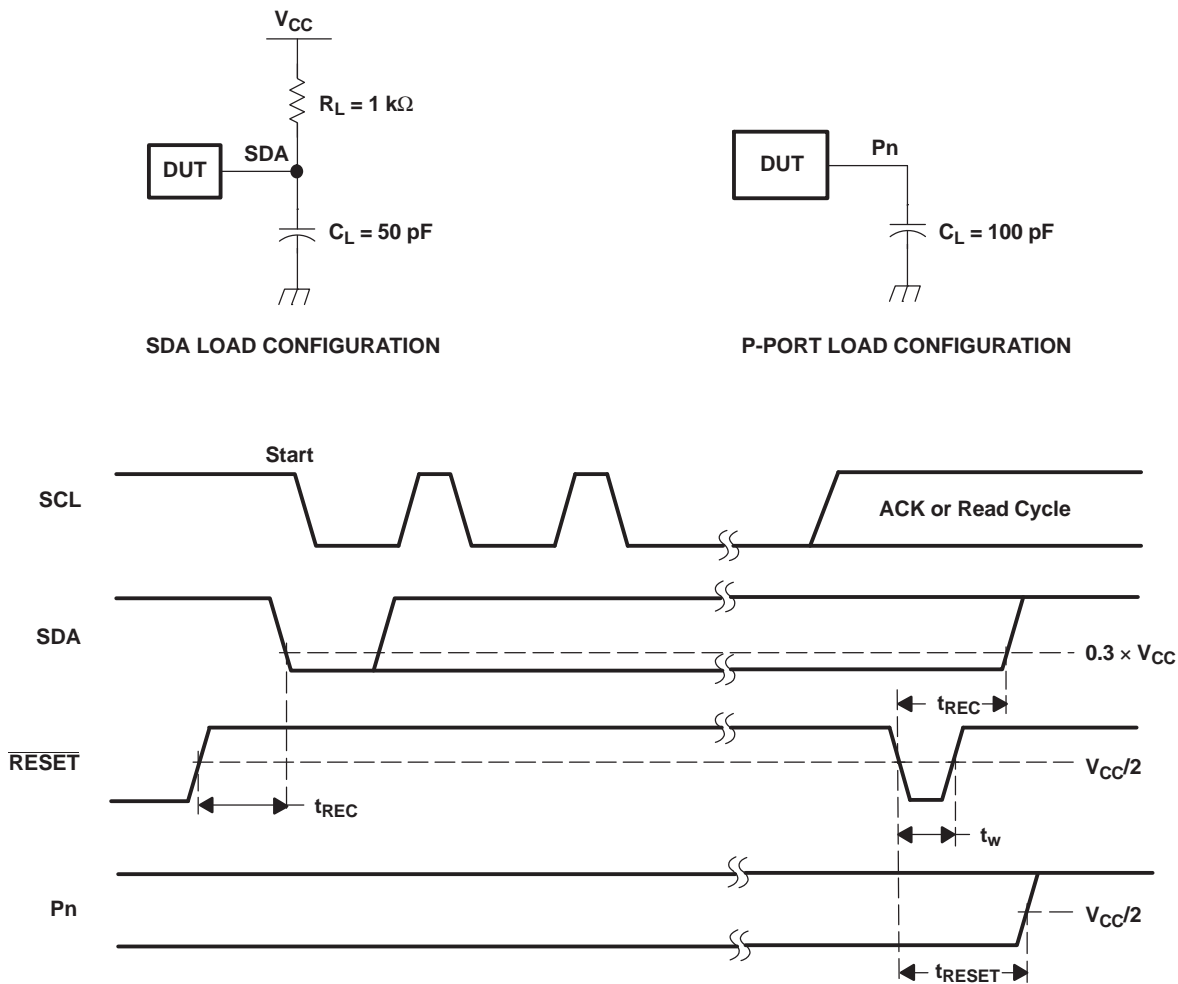 VCC
RL = 1 kΩ
DUT
SDA
CL = 50 pF
SDA LOAD CONFIGURATION
DUT
Pn
CL = 100 pF
P-PORT LOAD CONFIGURATION
Start
SCL
ACK or Read Cycle
SDA
0.3 × VCC
tREC
RESET
VCC/2
tREC
tw
Pn
VCC/2
tRESET